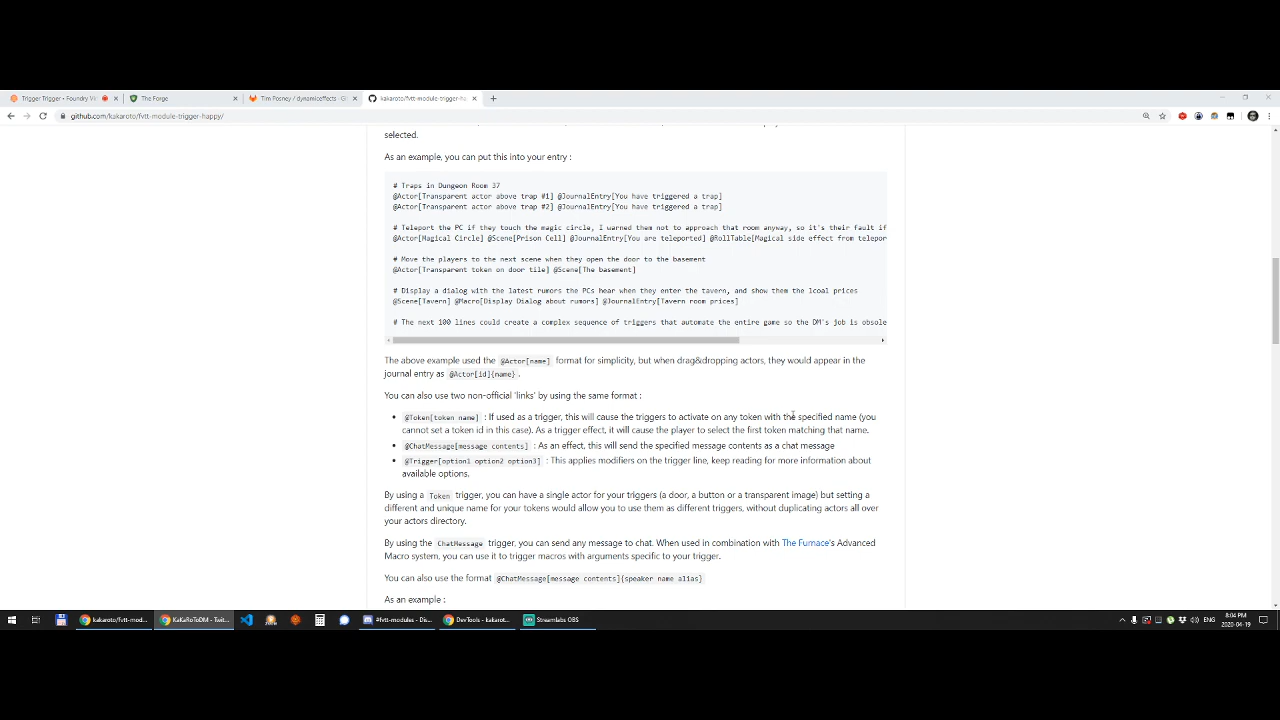 Trigger Trigger • Foundry Vi
The Forge
Tim Posney / dynamiceffects · Gi
kakaroto/fvtt-module-trigger-ha
github.com/kakaroto/fvtt-module-trigger-happy/
selected.
As an example, you can put this into your entry :
# Traps in Dungeon Room 37
@Actor[Transparent actor above trap #1] @JournalEntry[You have triggered a trap]
@Actor[Transparent actor above trap #2] @JournalEntry[You have triggered a trap]
# Teleport the PC if they touch the magic circle, I warned them not to approach that room anyway, so it's their fault if
@Actor[Magical Circle] @Scene[Prison Cell] @JournalEntry[You are teleported] @RollTable[Magical side effect from telepor
# Move the players to the next scene when they open the door to the basement
@Actor[Transparent token on door tile] @Scene[The basement]
# Display a dialog with the latest rumors the PCs hear when they enter the tavern, and show them the lcoal prices
@Scene[Tavern] @Macro[Display Dialog about rumors] @JournalEntry[Tavern room prices]
# The next 100 lines could create a complex sequence of triggers that automate the entire game so the DM's job is obsole
The above example used the @Actor[name] format for simplicity, but when drag&dropping actors, they would appear in the
journal entry as @Actor[id]{name} .
You can also use two non-official 'links' by using the same format :
• @Token[token name] : If used as a trigger, this will cause the triggers to activate on any token with the specified name (you
cannot set a token id in this case). As a trigger effect, it will cause the player to select the first token matching that name.
• @ChatMessage[message contents] : As an effect, this will send the specified message contents as a chat message
• @Trigger[option1 option2 option3] : This applies modifiers on the trigger line, keep reading for more information about
available options.
By using a Token trigger, you can have a single actor for your triggers (a door, a button or a transparent image) but setting a
different and unique name for your tokens would allow you to use them as different triggers, without duplicating actors all over
your actors directory.
By using the ChatMessage trigger, you can send any message to chat. When used in combination with The Furnace's Advanced
Macro system, you can use it to trigger macros with arguments specific to your trigger.
You can also use the format @ChatMessage[message contents]{speaker name alias}
As an example :
kakaroto/fvtt-mod...
KaKaRoToDM - Twit...
#fvtt-modules - Dis...
DevTools - kakarot...
Streamlabs OBS
ENG
8:04 PM
2020-04-19